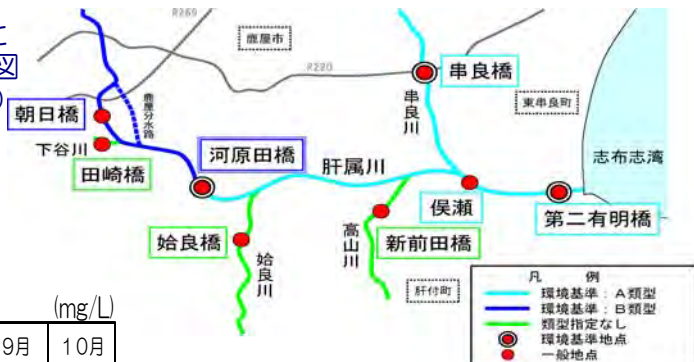 と
図
)
R269
R220
鹿屋市
串良橋
串良川
東串良町
鹿屋分水路
朝日橋
下谷川
田崎橋
河原田橋
肝属川
志布志湾
俣瀬
第二有明橋
姶良橋
姶良川
新前田橋
高山川
肝付町
凡 例
環境基準：A類型
環境基準：B類型
類型指定なし
環境基準地点
一般地点
(mg/L)
9月 10月